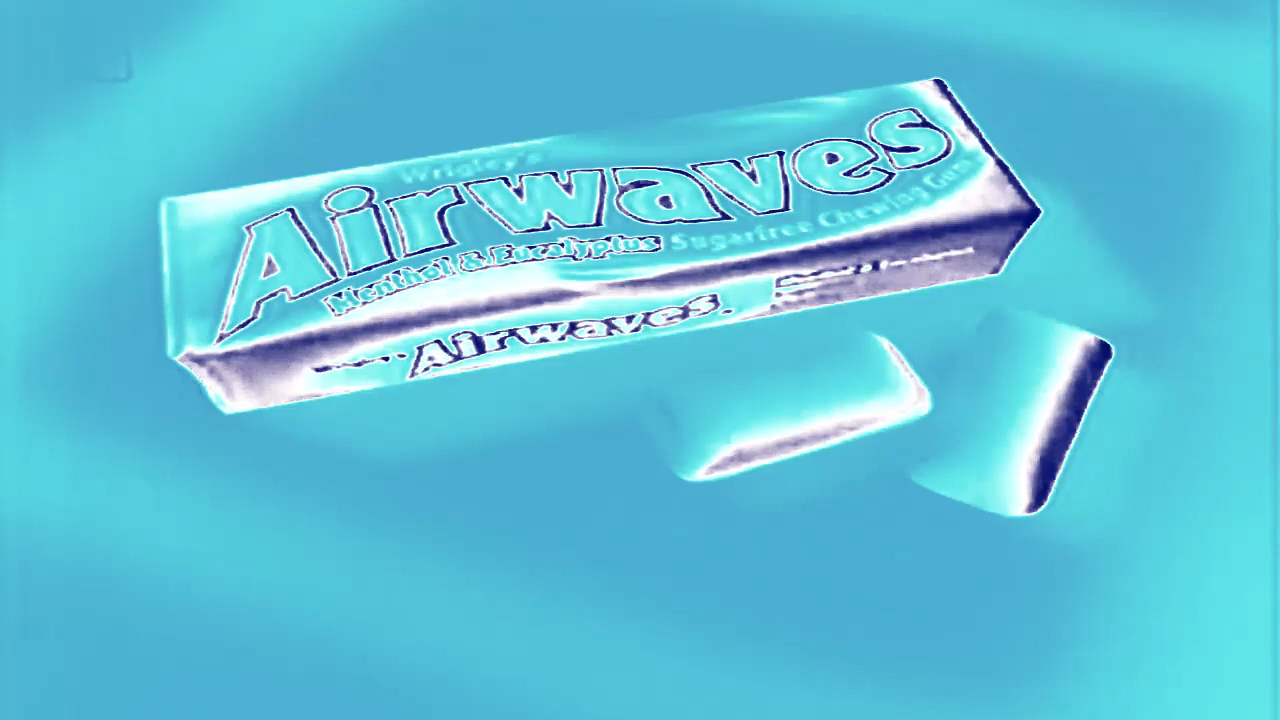 Wrigley's
Airwaves
Menthol & Eucalyptus Sugarfree Chewing Gum
Airwaves.